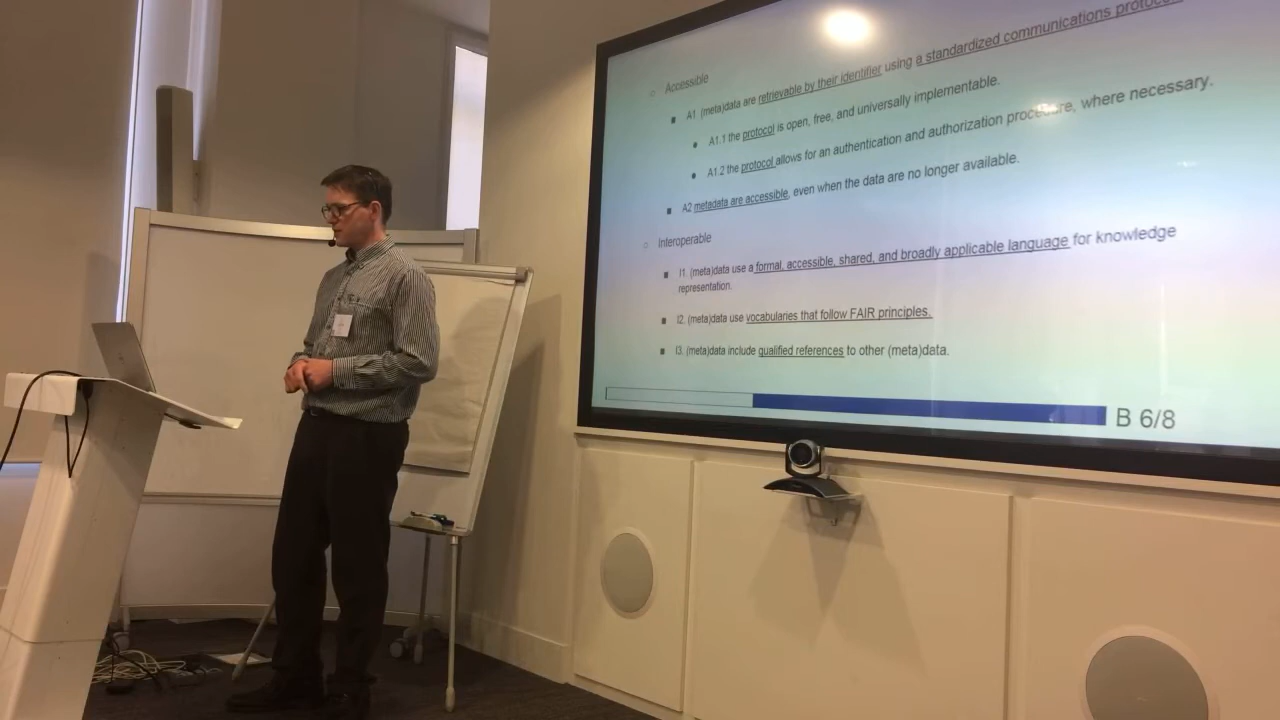 Accessible
A1 (meta)data are retrievable by their identifier using a standardized communications protocol.
A1.1 the protocol is open, free, and universally implementable.
A1.2 the protocol allows for an authentication and authorization procedure, where necessary.
A2 metadata are accessible, even when the data are no longer available.
Interoperable
I1. (meta)data use a formal, accessible, shared, and broadly applicable language for knowledge
representation.
I2. (meta)data use vocabularies that follow FAIR principles.
I3. (meta)data include qualified references to other (meta)data.
B 6/8